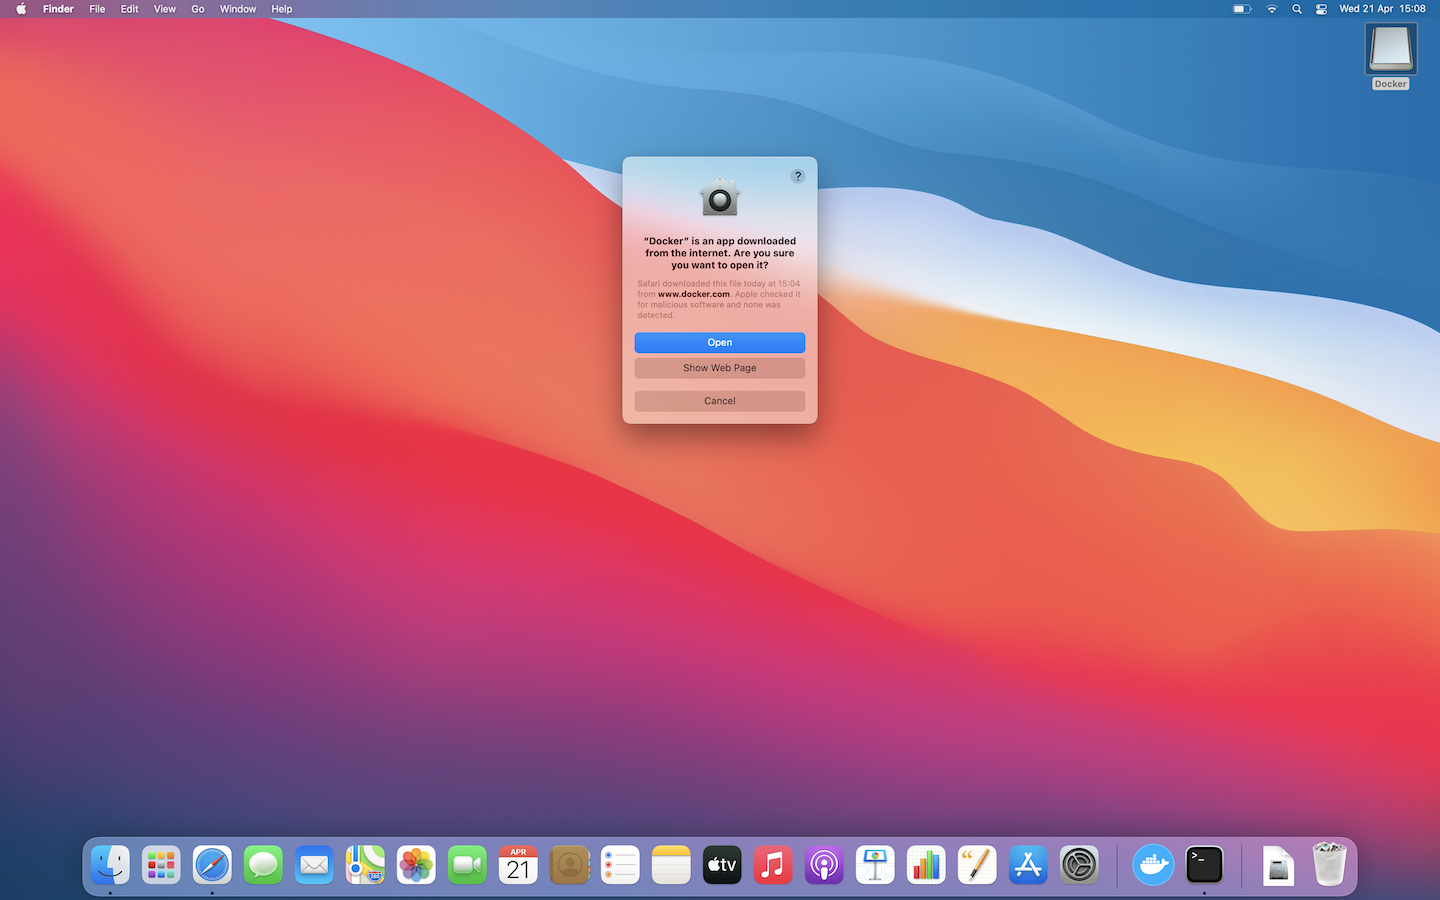 Finder File Edit View Go Window Help Wed 21 Apr 15:08
Docker
?
“Docker” is an app downloaded
from the internet. Are you sure
you want to open it?
Safari downloaded this file today at 15:04
from www.docker.com. Apple checked it
for malicious software and none was
detected.
Open
Show Web Page
Cancel
APR
21
tv
>_